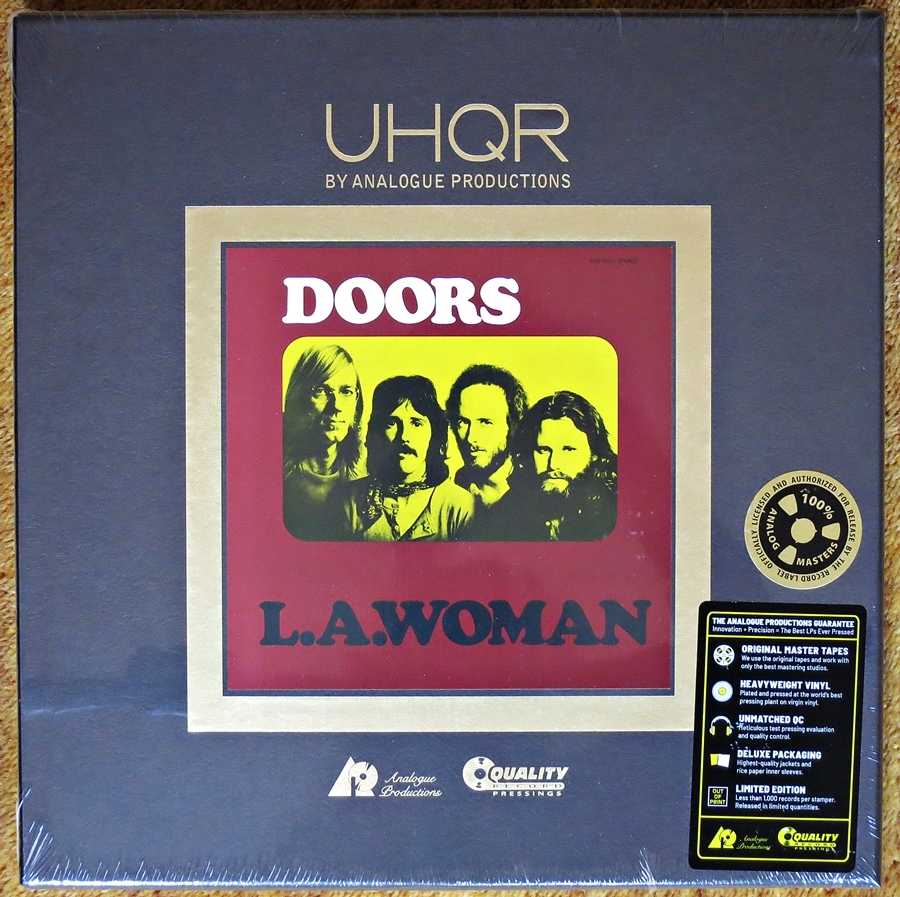 UHQR
BY ANALOGUE PRODUCTIONS
DOORS
L.A.WOMAN
OFFICIALLY LICENSED AND AUTHORIZED FOR RELEASE BY THE RECORD LABEL
100%
ANALOG
MASTERS
THE ANALOGUE PRODUCTIONS GUARANTEE
Innovation + Precision = The Best LPs Ever Pressed
ORIGINAL MASTER TAPES
We use the original tapes and work with
only the best mastering studios.
HEAVYWEIGHT VINYL
Plated and pressed at the world's best
pressing plant on virgin vinyl.
UNMATCHED QC
Meticulous test pressing evaluation
and quality control.
DELUXE PACKAGING
Highest-quality jackets and
rice paper inner sleeves.
OUT OF PRINT
LIMITED EDITION
Less than 1,000 records per stamper.
Released in limited quantities.
AP Analogue Productions
QUALITY RECORD PRESSINGS
AP Analogue Productions
QUALITY RECORD PRESSINGS